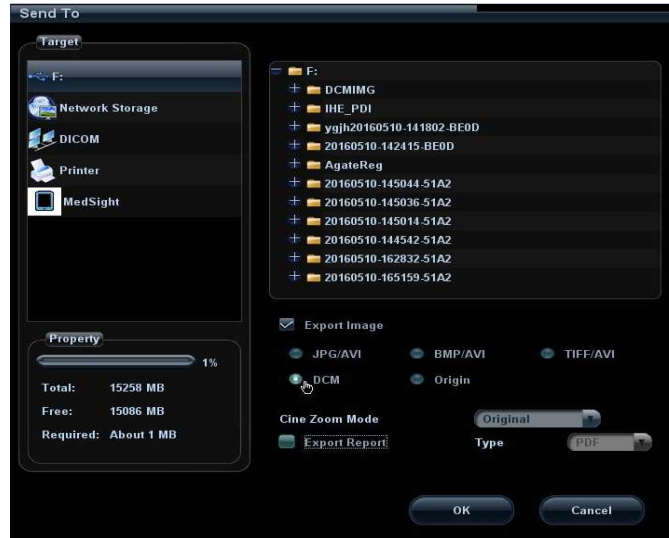 Send To
Target
F:
Network Storage
DICOM
Printer
MedSight
Property
1%
Total: 15258 MB
Free: 15086 MB
Required: About 1 MB
F:
DCMIMG
IHE_PDI
ygjh20160510-141802-BE0D
20160510-142415-BE0D
AgateReg
20160510-145044-51A2
20160510-145036-51A2
20160510-145014-51A2
20160510-144542-51A2
20160510-162832-51A2
20160510-165159-51A2
Export Image
JPG/AVI BMP/AVI TIFF/AVI
DCM Origin
Cine Zoom Mode Original
Export Report Type PDF
OK Cancel